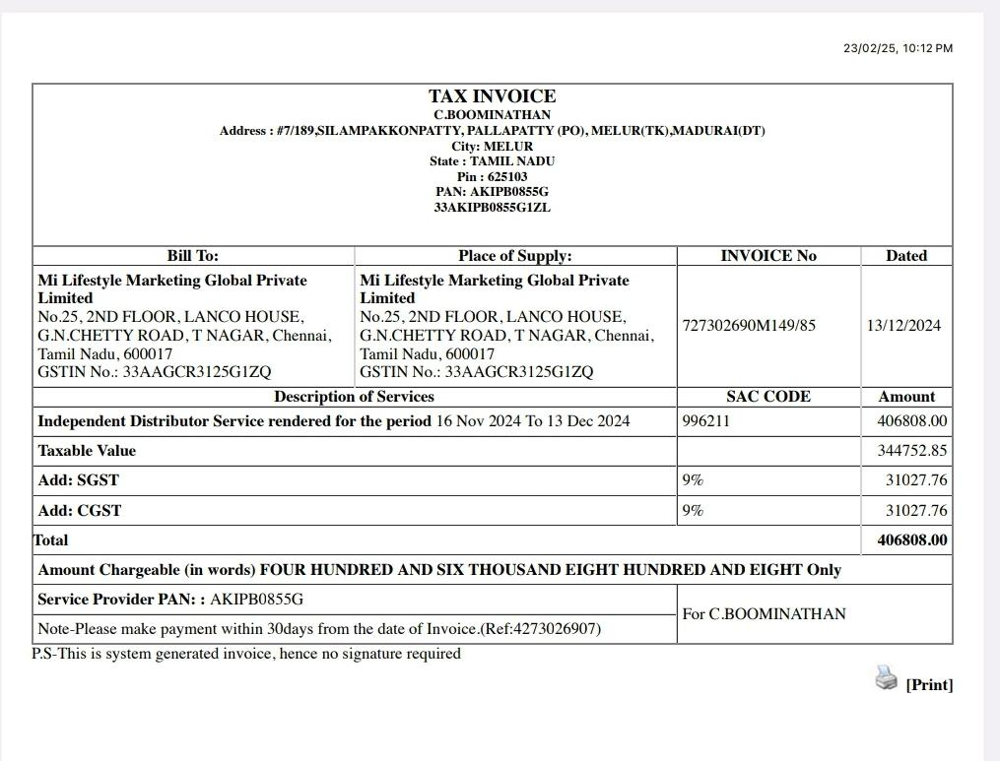 23/02/25, 10:12 PM
TAX INVOICE
C.BOOMINATHAN
Address : #7/189,SILAMPAKKONPATTY, PALLAPATTY (PO), MELUR(TK),MADURAI(DT)
City: MELUR
State : TAMIL NADU
Pin : 625103
PAN: AKIPB0855G
33AKIPB0855G1ZL
Bill To: Place of Supply: INVOICE No Dated
Mi Lifestyle Marketing Global Private
Limited
No.25, 2ND FLOOR, LANCO HOUSE,
G.N.CHETTY ROAD, T NAGAR, Chennai,
Tamil Nadu, 600017
GSTIN No.: 33AAGCR3125G1ZQ
Mi Lifestyle Marketing Global Private
Limited
No.25, 2ND FLOOR, LANCO HOUSE,
G.N.CHETTY ROAD, T NAGAR, Chennai,
Tamil Nadu, 600017
GSTIN No.: 33AAGCR3125G1ZQ
727302690M149/85
13/12/2024
Description of Services SAC CODE Amount
Independent Distributor Service rendered for the period 16 Nov 2024 To 13 Dec 2024 996211 406808.00
Taxable Value 344752.85
Add: SGST 9% 31027.76
Add: CGST 9% 31027.76
Total 406808.00
Amount Chargeable (in words) FOUR HUNDRED AND SIX THOUSAND EIGHT HUNDRED AND EIGHT Only
Service Provider PAN: : AKIPB0855G
For C.BOOMINATHAN
Note-Please make payment within 30days from the date of Invoice.(Ref:4273026907)
P.S-This is system generated invoice, hence no signature required
[Print]